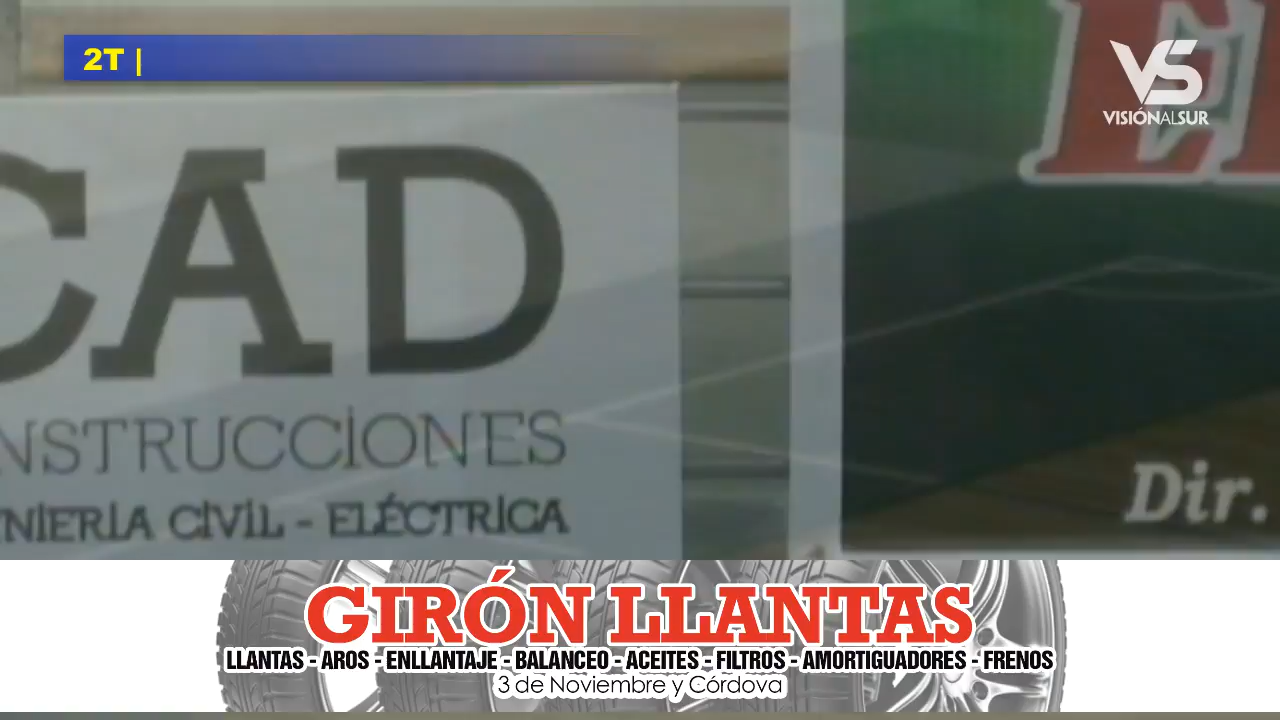 2T |
VS
VISIÓNALSUR
CAD
NSTRUCCIONES
NIERÍA CIVIL - ELÉCTRICA
Dir.
GIRÓN LLANTAS
LLANTAS - AROS - ENLLANTAJE - BALANCEO - ACEITES - FILTROS - AMORTIGUADORES - FRENOS
3 de Noviembre y Córdova